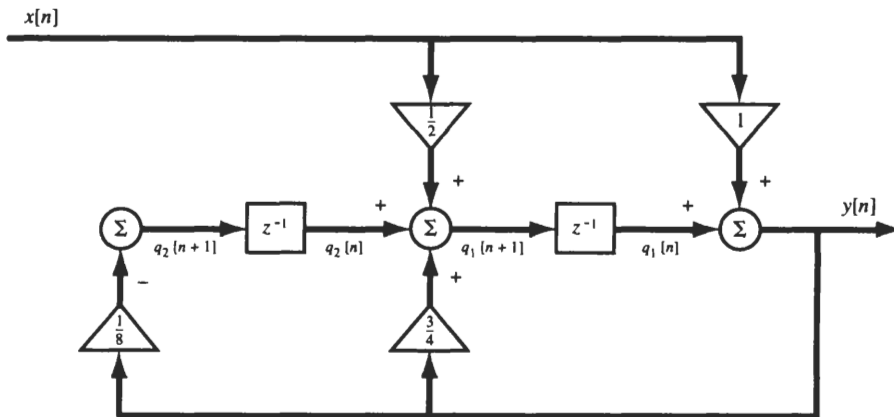 x[n]
1/2
1
+ +
y[n]
Σ z⁻¹ + Σ z⁻¹ + Σ
q₂[n + 1] q₂[n] q₁[n + 1] q₁[n]
− +
1/8 3/4